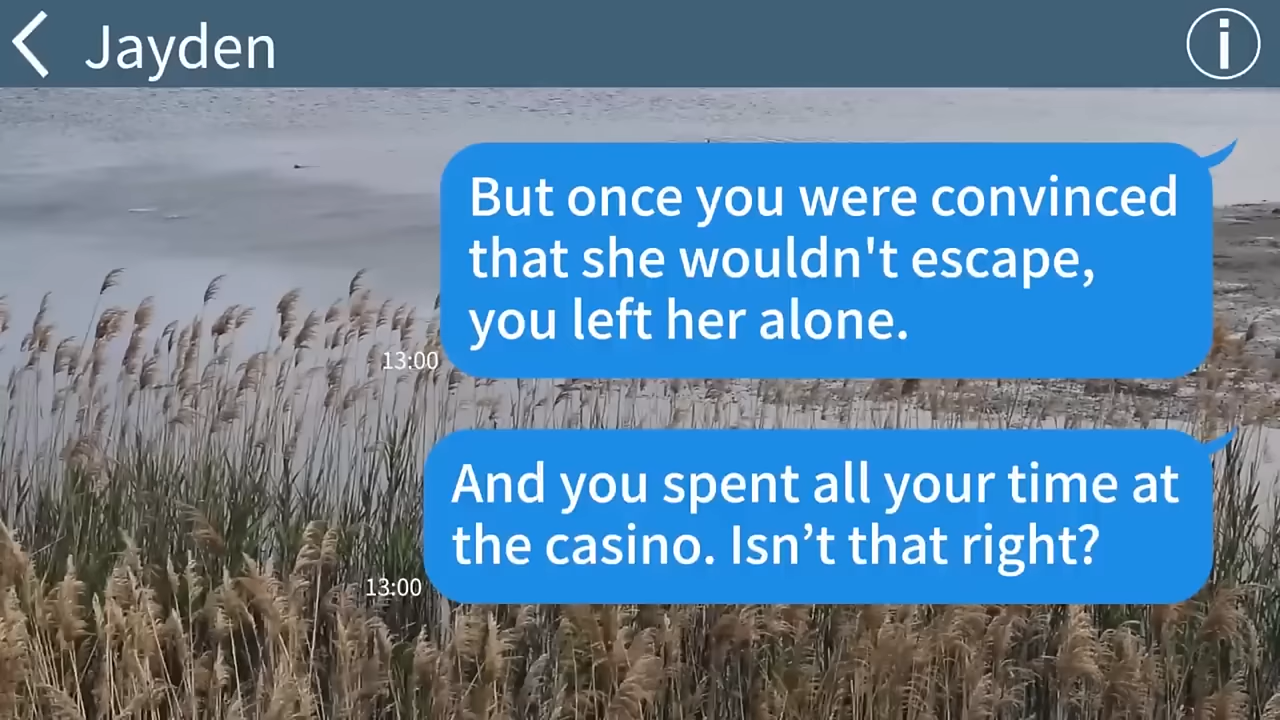 Jayden
But once you were convinced
that she wouldn't escape,
you left her alone.
13:00
And you spent all your time at
the casino. Isn’t that right?
13:00